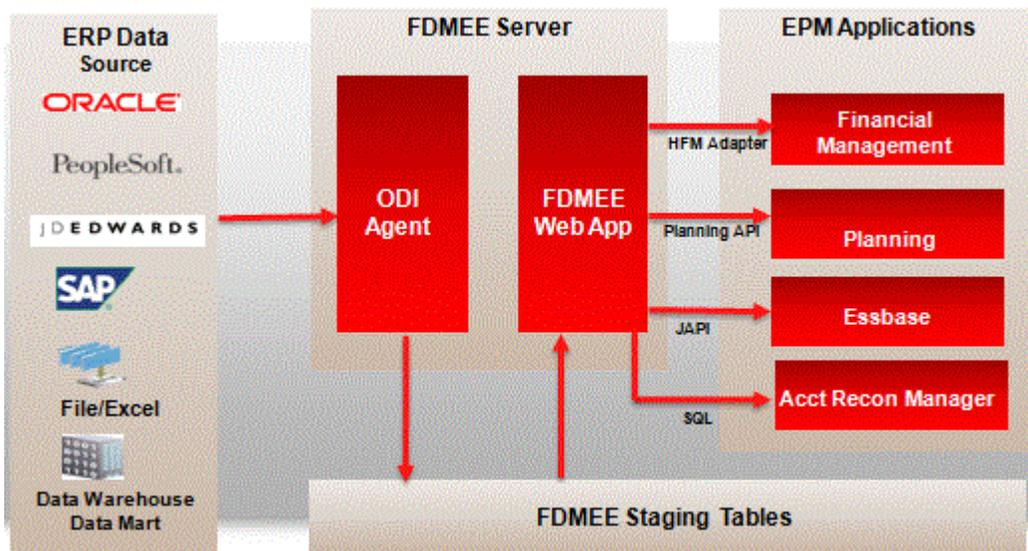 ERP Data
Source
ORACLE
PeopleSoft.
JDEDWARDS
SAP
File/Excel
Data Warehouse
Data Mart
FDMEE Server
ODI
Agent
FDMEE
Web App
HFM Adapter
Planning API
JAPI
SQL
EPM Applications
Financial
Management
Planning
Essbase
Acct Recon Manager
FDMEE Staging Tables